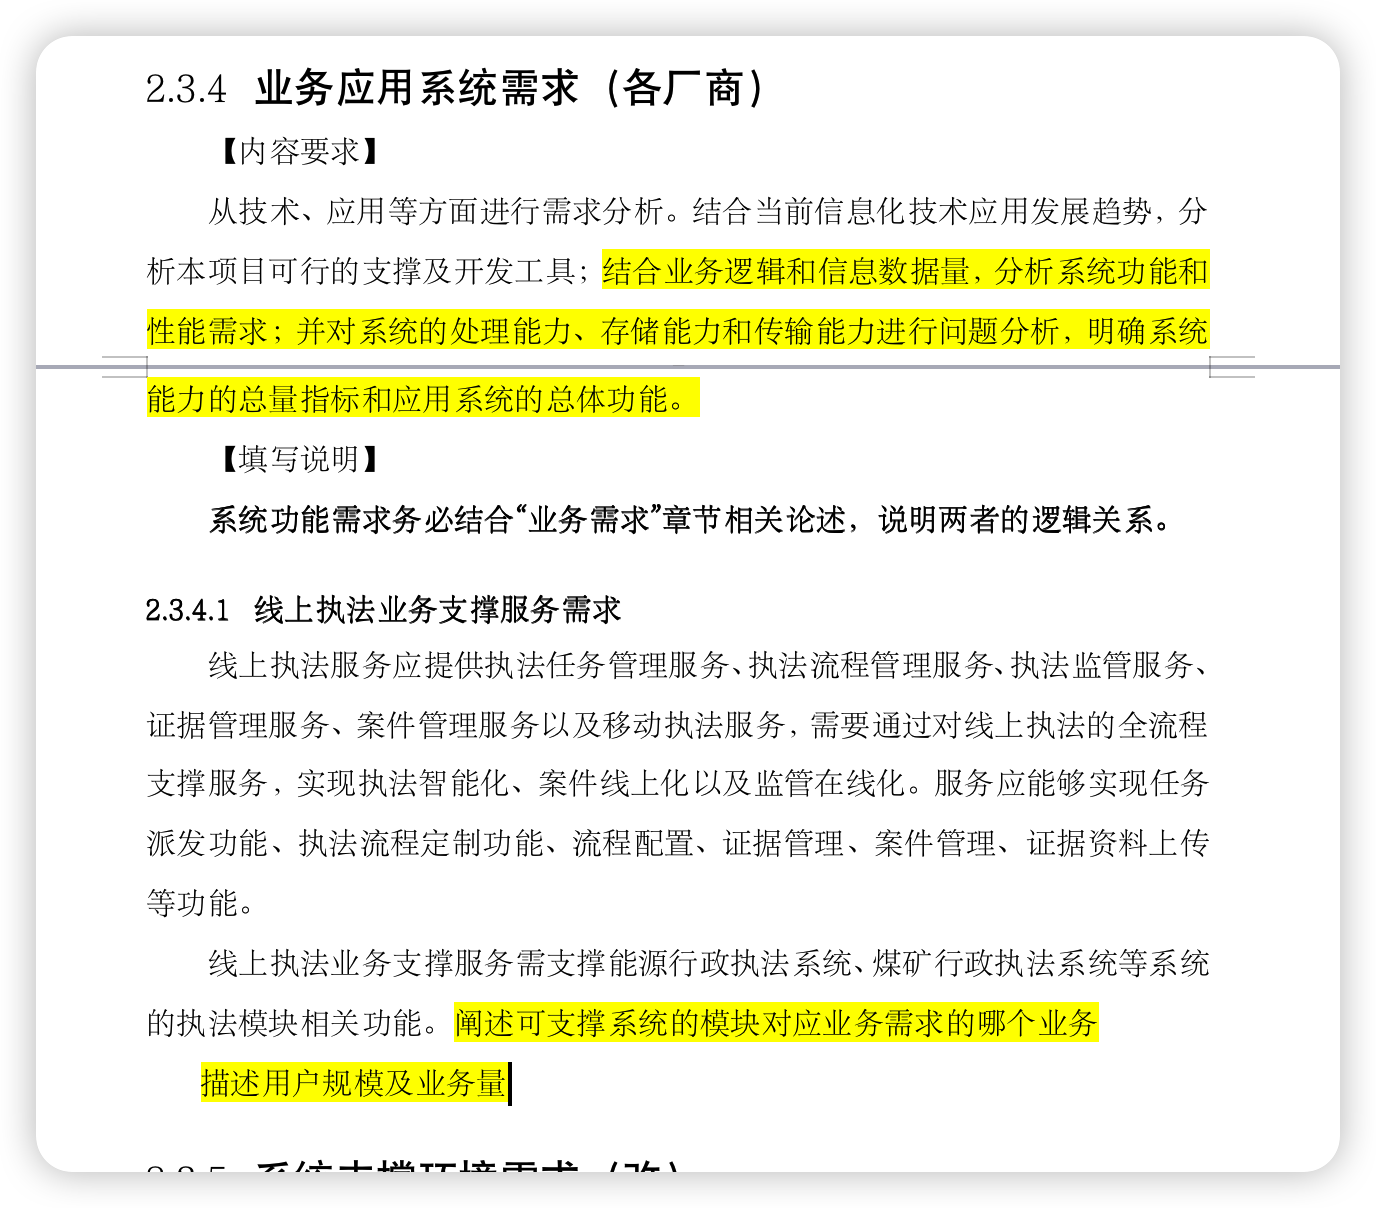 2.3.4 业务应用系统需求（各厂商）
【内容要求】
从技术、应用等方面进行需求分析。结合当前信息化技术应用发展趋势，分
析本项目可行的支撑及开发工具；结合业务逻辑和信息数据量，分析系统功能和
性能需求；并对系统的处理能力、存储能力和传输能力进行问题分析，明确系统
能力的总量指标和应用系统的总体功能。
【填写说明】
系统功能需求务必结合“业务需求”章节相关论述，说明两者的逻辑关系。
2.3.4.1 线上执法业务支撑服务需求
线上执法服务应提供执法任务管理服务、执法流程管理服务、执法监管服务、
证据管理服务、案件管理服务以及移动执法服务，需要通过对线上执法的全流程
支撑服务，实现执法智能化、案件线上化以及监管在线化。服务应能够实现任务
派发功能、执法流程定制功能、流程配置、证据管理、案件管理、证据资料上传
等功能。
线上执法业务支撑服务需支撑能源行政执法系统、煤矿行政执法系统等系统
的执法模块相关功能。阐述可支撑系统的模块对应业务需求的哪个业务
描述用户规模及业务量
2.3.5 系统支撑环境需求（改）